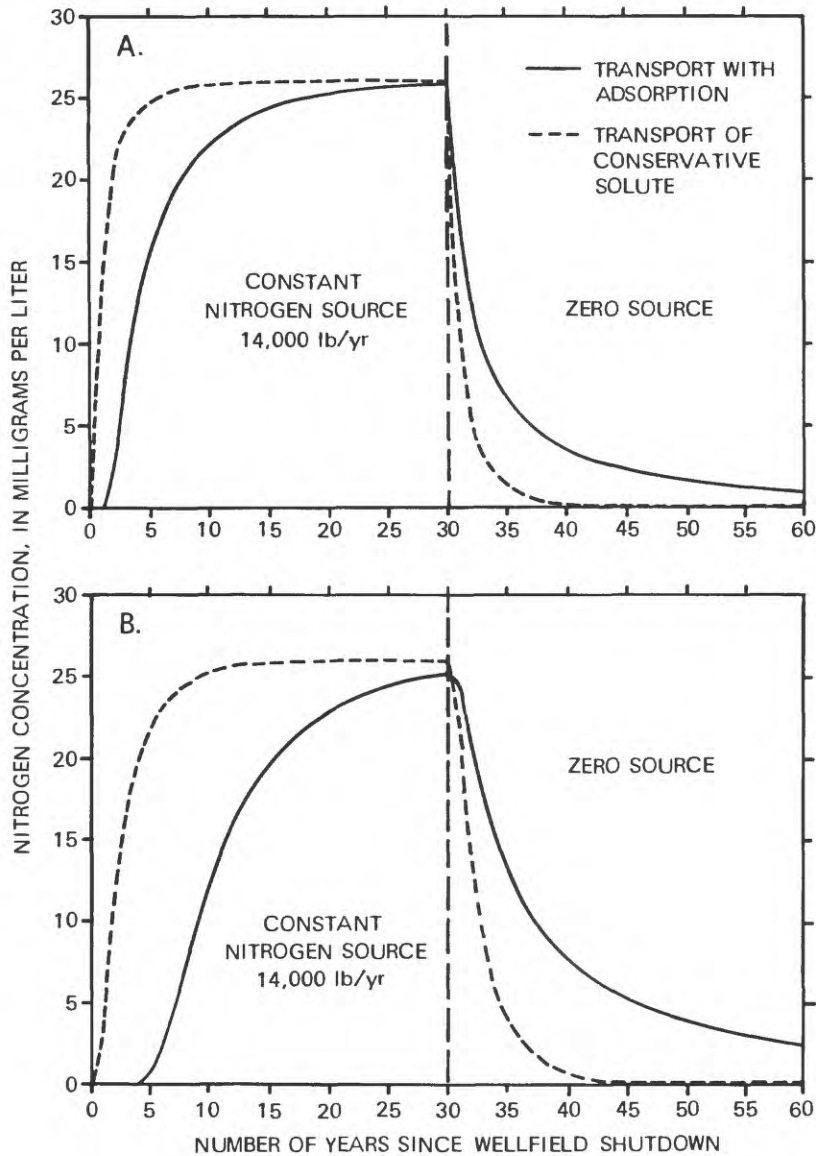 30
25
20
15
10
5
0
A.
TRANSPORT WITH
ADSORPTION
TRANSPORT OF
CONSERVATIVE
SOLUTE
CONSTANT
NITROGEN SOURCE
14,000 lb/yr
ZERO SOURCE
0 5 10 15 20 25 30 35 40 45 50 55 60
NITROGEN CONCENTRATION, IN MILLIGRAMS PER LITER
30
25
20
15
10
5
0
B.
ZERO SOURCE
CONSTANT
NITROGEN SOURCE
14,000 lb/yr
0 5 10 15 20 25 30 35 40 45 50 55 60
NUMBER OF YEARS SINCE WELLFIELD SHUTDOWN